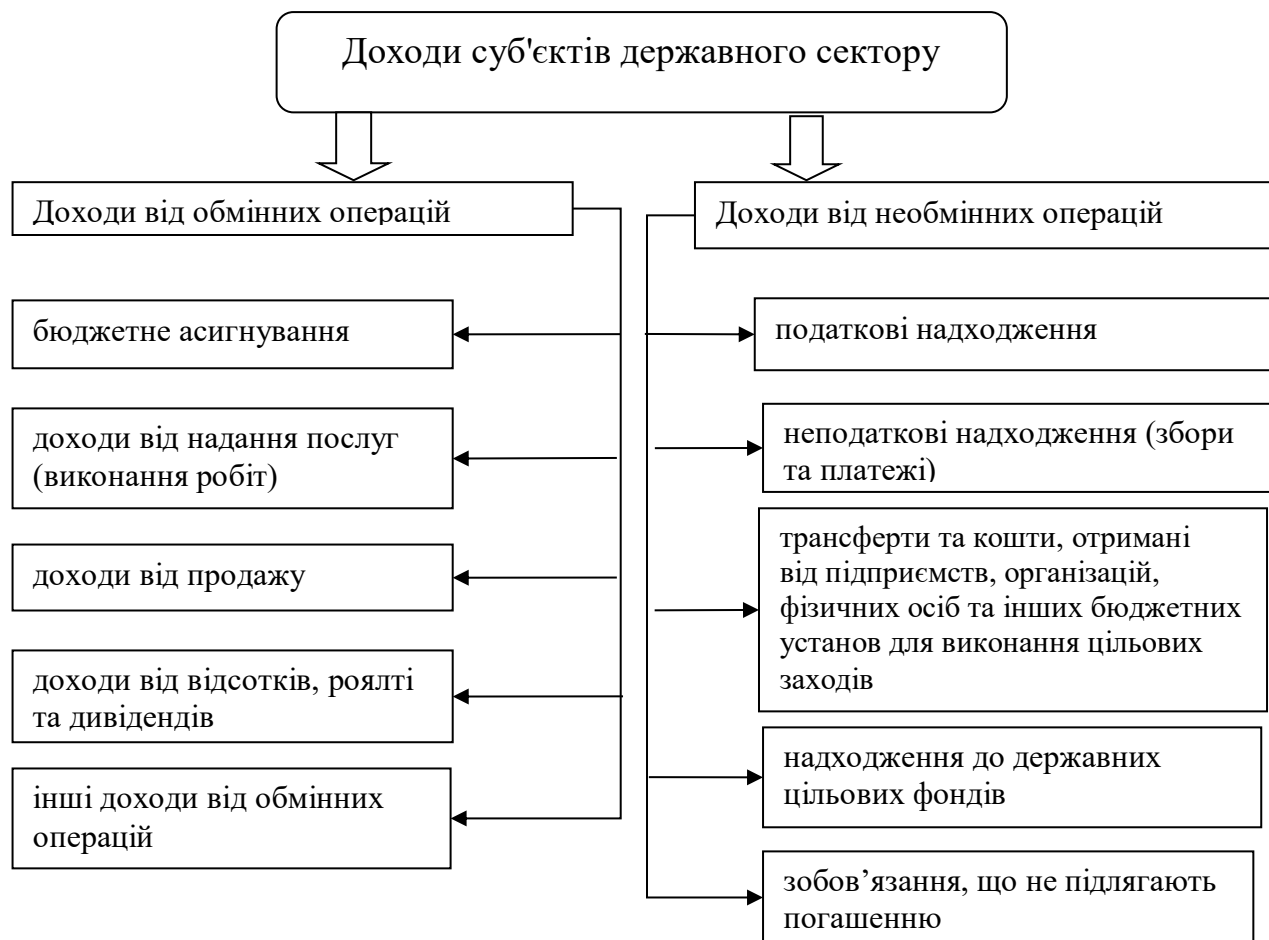 Доходи суб'єктів державного сектору
Доходи від обмінних операцій
Доходи від необмінних операцій
бюджетне асигнування
податкові надходження
доходи від надання послуг
(виконання робіт)
неподаткові надходження (збори
та платежі)
доходи від продажу
трансферти та кошти, отримані
від підприємств, організацій,
фізичних осіб та інших бюджетних
установ для виконання цільових
заходів
доходи від відсотків, роялті
та дивідендів
надходження до державних
цільових фондів
інші доходи від обмінних
операцій
зобов’язання, що не підлягають
погашенню